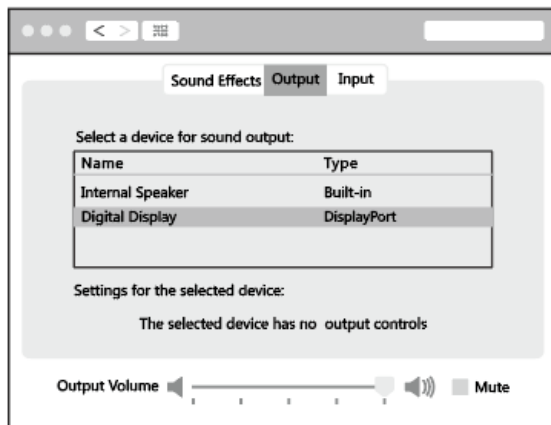 Sound Effects Output Input
Select a device for sound output:
Name Type
Internal Speaker Built-in
Digital Display DisplayPort
Settings for the selected device:
The selected device has no output controls
Output Volume Mute